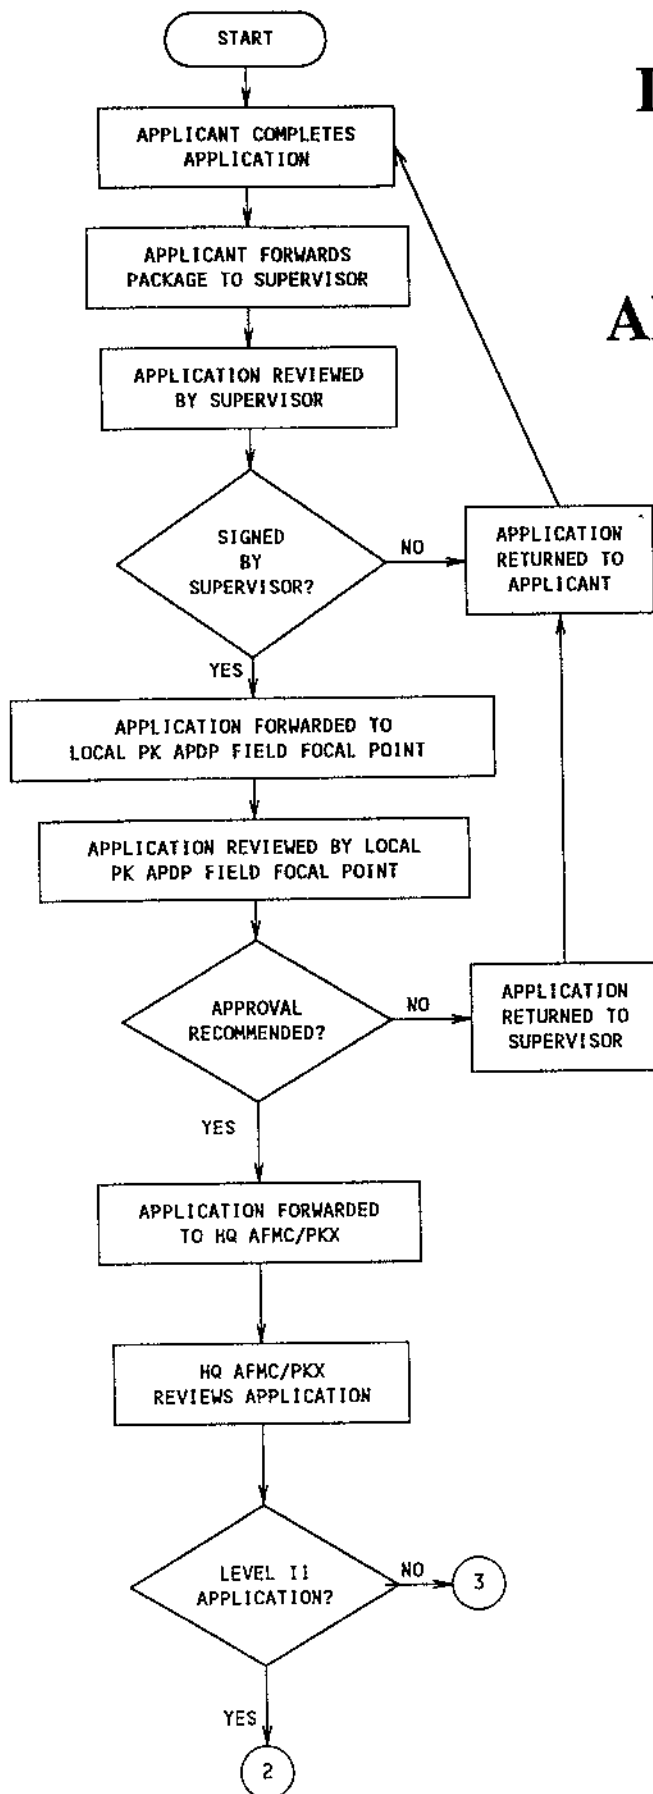 START
APPLICANT COMPLETES
APPLICATION
APPLICANT FORWARDS
PACKAGE TO SUPERVISOR
APPLICATION REVIEWED
BY SUPERVISOR
SIGNED
BY
SUPERVISOR?
NO
APPLICATION
RETURNED TO
APPLICANT
YES
APPLICATION FORWARDED TO
LOCAL PK APDP FIELD FOCAL POINT
APPLICATION REVIEWED BY LOCAL
PK APDP FIELD FOCAL POINT
APPROVAL
RECOMMENDED?
NO
APPLICATION
RETURNED TO
SUPERVISOR
YES
APPLICATION FORWARDED
TO HQ AFMC/PKX
HQ AFMC/PKX
REVIEWS APPLICATION
LEVEL II
APPLICATION?
NO
3
YES
2